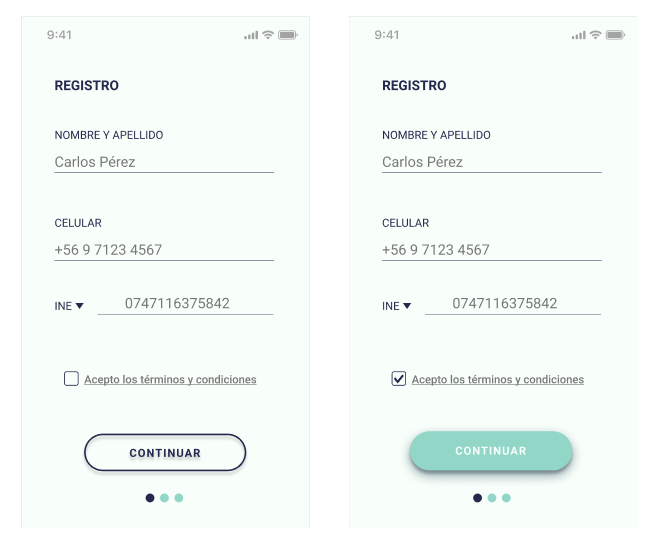 9:41
REGISTRO
NOMBRE Y APELLIDO
Carlos Pérez
CELULAR
+56 9 7123 4567
INE 0747116375842
Acepto los términos y condiciones
CONTINUAR
9:41
REGISTRO
NOMBRE Y APELLIDO
Carlos Pérez
CELULAR
+56 9 7123 4567
INE 0747116375842
Acepto los términos y condiciones
CONTINUAR